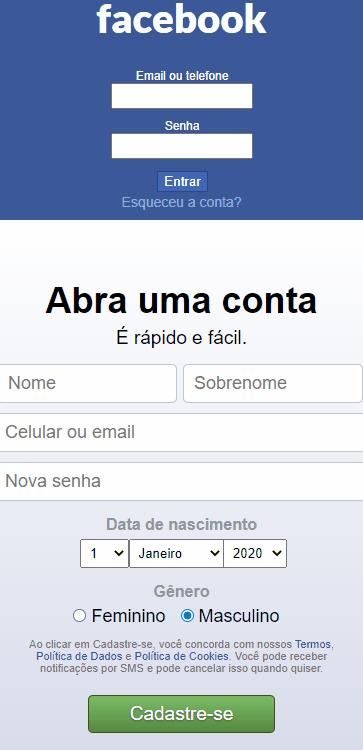 facebook
Email ou telefone
Senha
Entrar
Esqueceu a conta?
Abra uma conta
É rápido e fácil.
Nome Sobrenome
Celular ou email
Nova senha
Data de nascimento
1 Janeiro 2020
Gênero
Feminino Masculino
Ao clicar em Cadastre-se, você concorda com nossos Termos,
Política de Dados e Política de Cookies. Você pode receber
notificações por SMS e pode cancelar isso quando quiser.
Cadastre-se